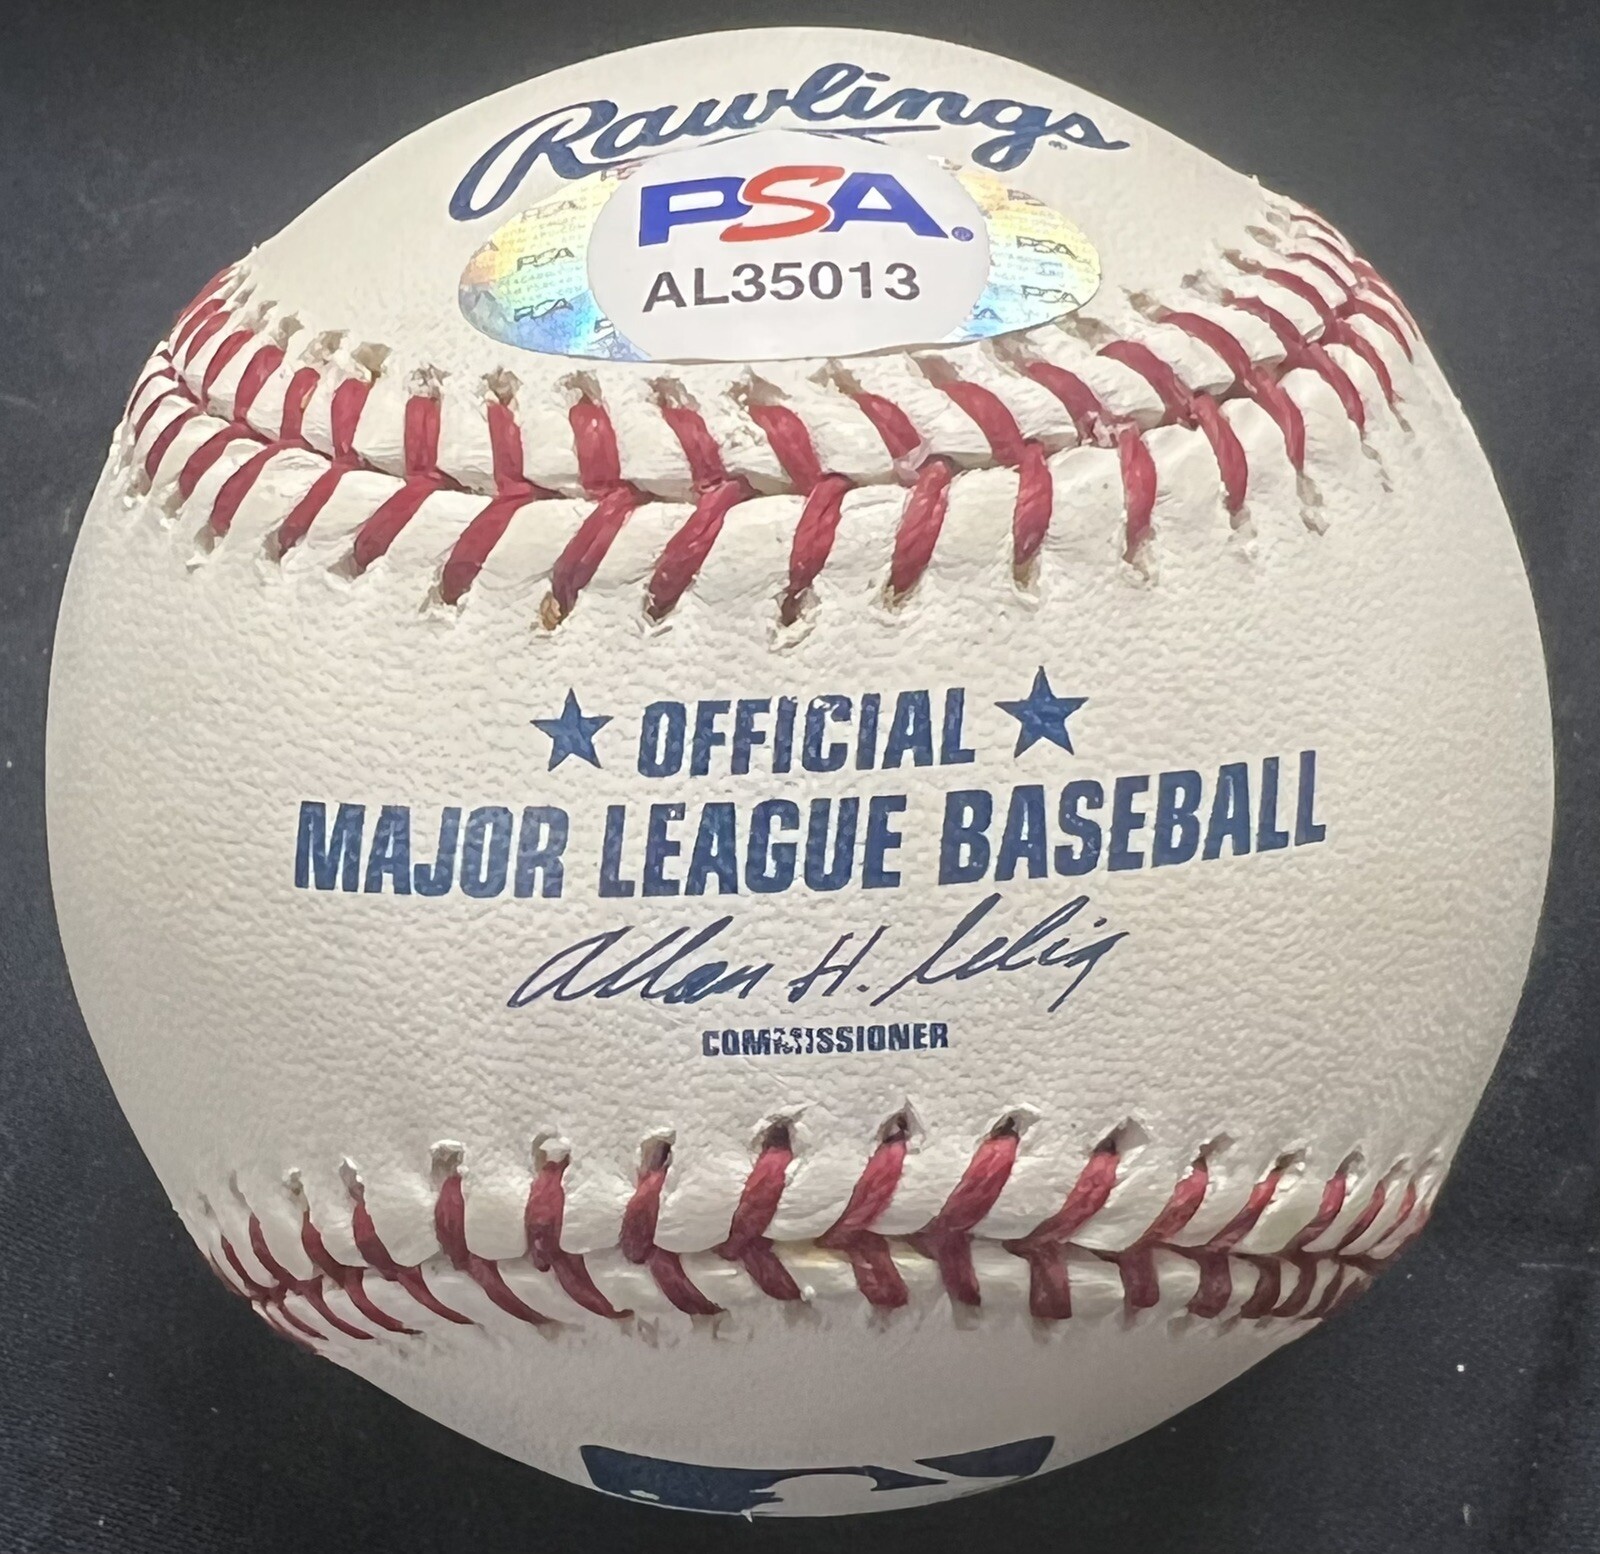 Rawlings®
PSA®
AL35013
★ OFFICIAL ★
MAJOR LEAGUE BASEBALL
Allan H. Selig
COMMISSIONER